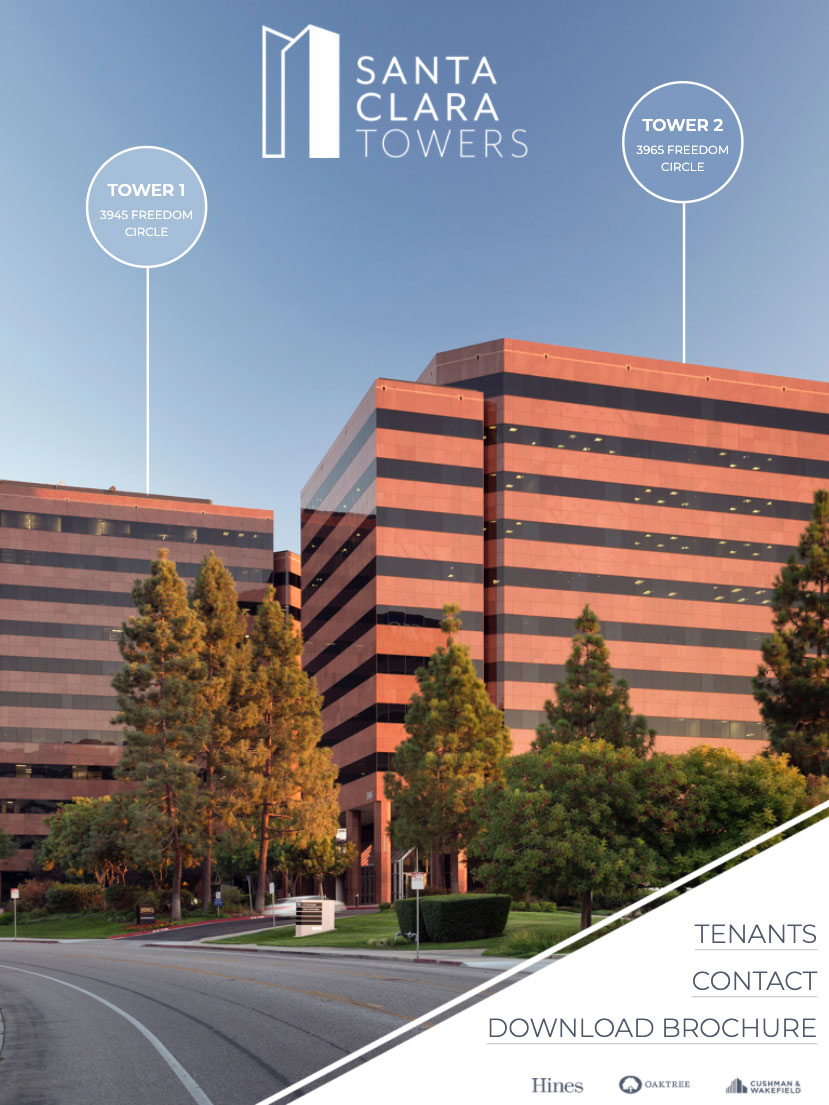 SANTA
CLARA
TOWERS
TOWER 1
3945 FREEDOM
CIRCLE
TOWER 2
3965 FREEDOM
CIRCLE
TENANTS
CONTACT
DOWNLOAD BROCHURE
Hines
OAKTREE
CUSHMAN &
WAKEFIELD